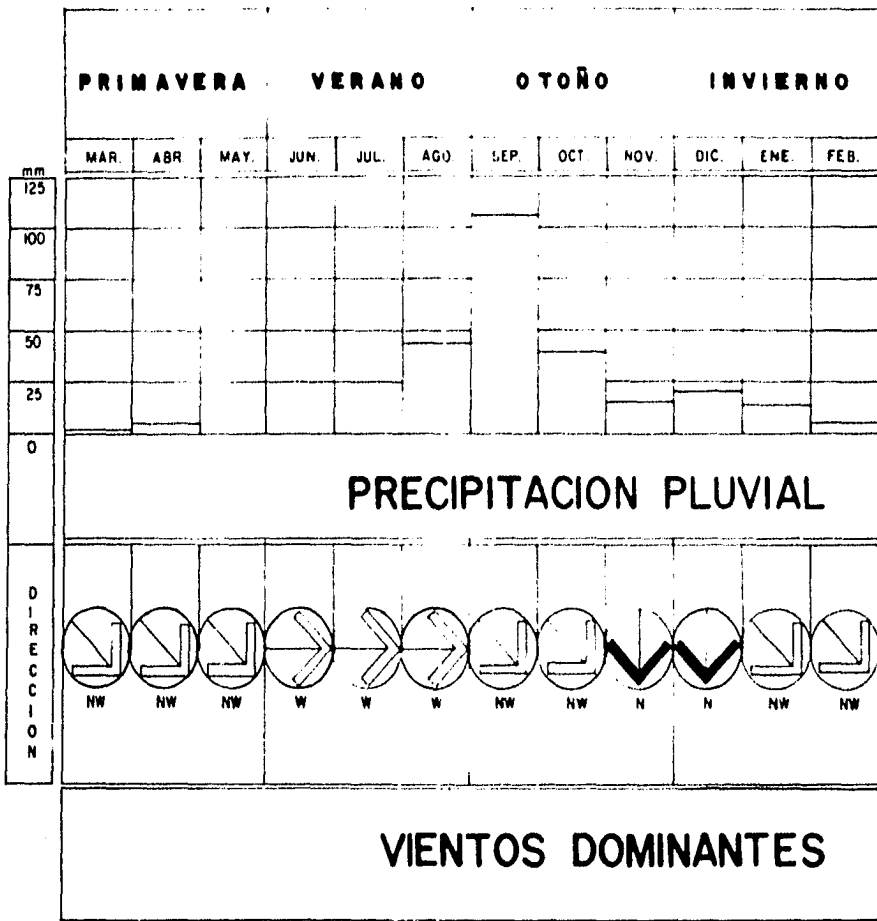 PRIMAVERA VERANO OTOÑO INVIERNO
MAR. ABR. MAY. JUN. JUL. AGO. SEP. OCT. NOV. DIC. ENE. FEB.
mm
125
100
75
50
25
0
PRECIPITACION PLUVIAL
DIRECCION
NW NW NW W W W NW NW N N NW NW
VIENTOS DOMINANTES